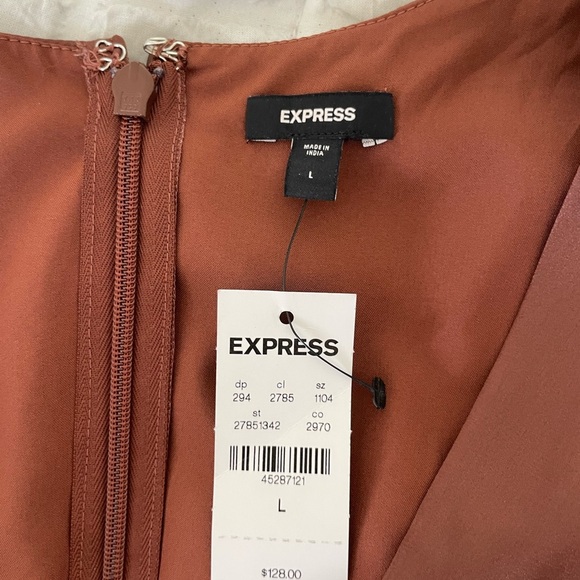 EXPRESS
MADE IN
INDIA
L
EXPRESS
dp cl sz
294 2785 1104
st co
27851342 2970
45287121
L
$128.00